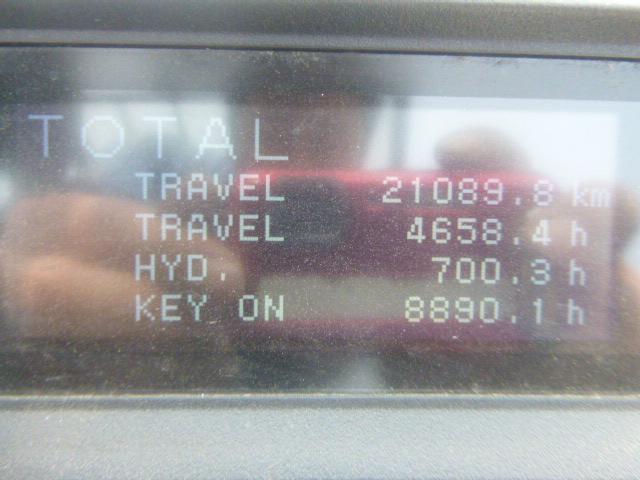 TOTAL
TRAVEL 21089.8 km
TRAVEL 4658.4 h
HYD. 700.3 h
KEY ON 8890.1 h